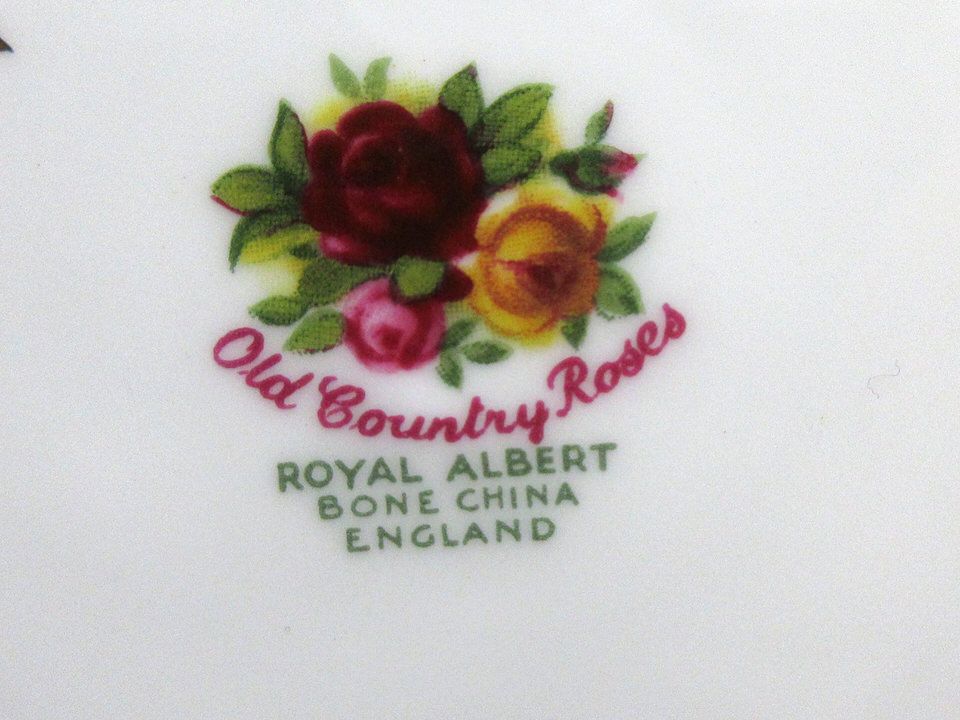 Old Country Roses
ROYAL ALBERT
BONE CHINA
ENGLAND